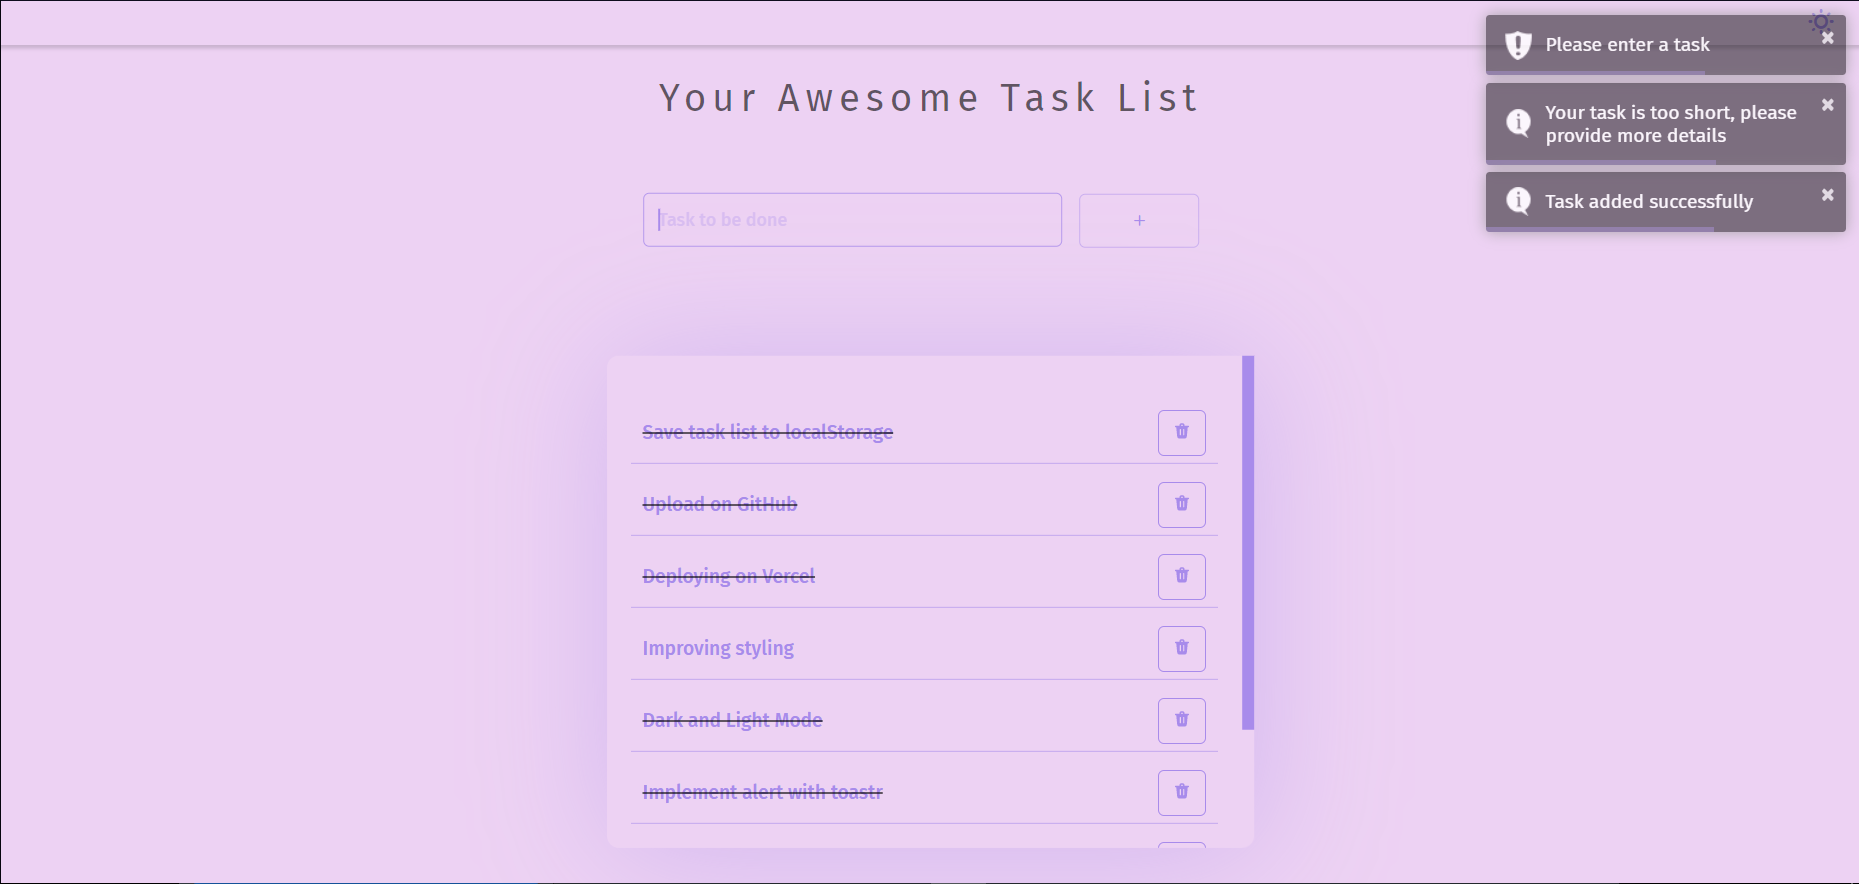 Your Awesome Task List
Task to be done
+
Save task list to localStorage
Upload on GitHub
Deploying on Vercel
Improving styling
Dark and Light Mode
Implement alert with toastr
Please enter a task
Your task is too short, please
provide more details
Task added successfully